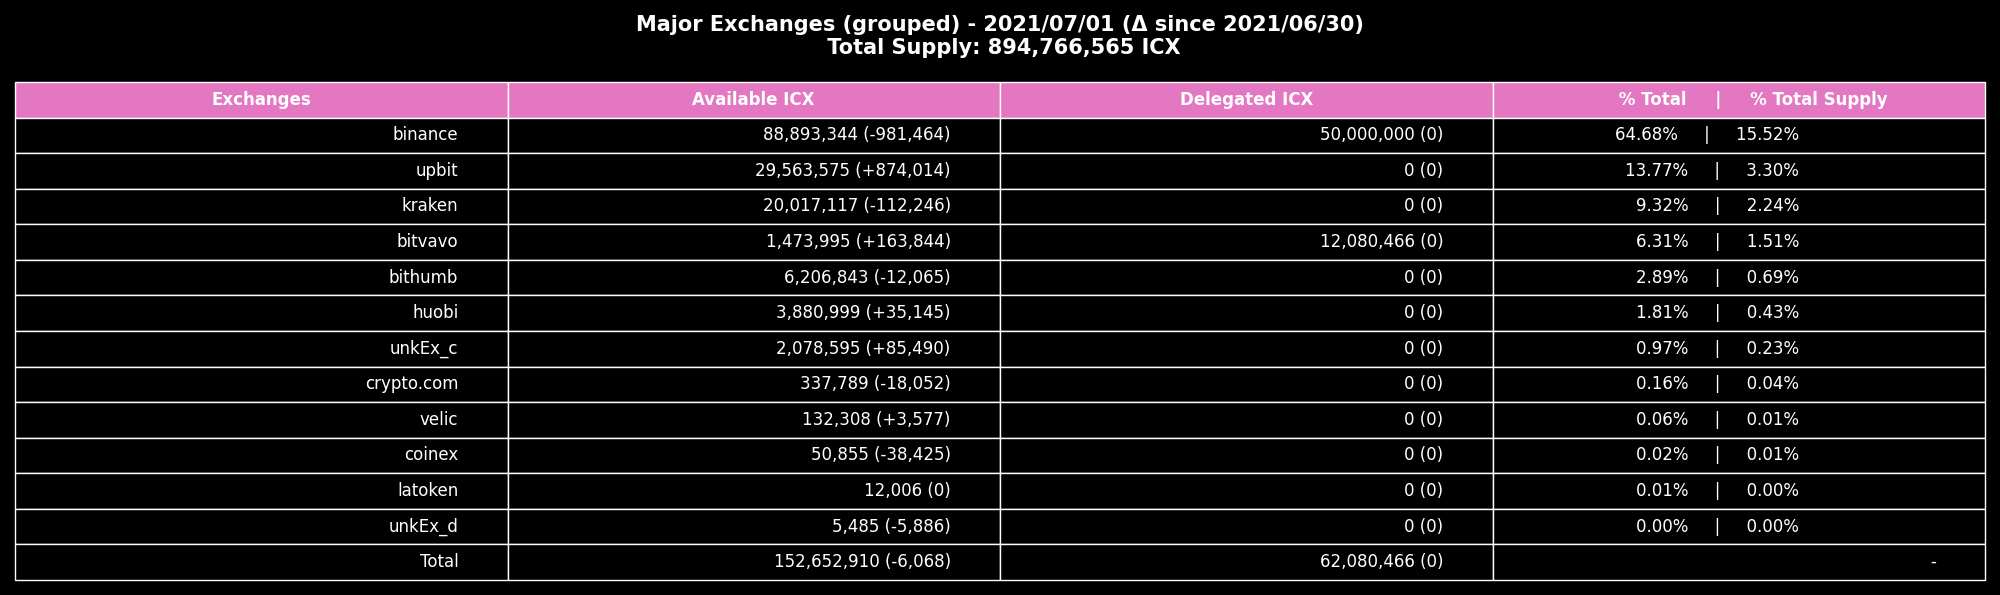 Major Exchanges (grouped) - 2021/07/01 (Δ since 2021/06/30)
Total Supply: 894,766,565 ICX
Exchanges Available ICX Delegated ICX % Total | % Total Supply
binance 88,893,344 (-981,464) 50,000,000 (0) 64.68% | 15.52%
upbit 29,563,575 (+874,014) 0 (0) 13.77% | 3.30%
kraken 20,017,117 (-112,246) 0 (0) 9.32% | 2.24%
bitvavo 1,473,995 (+163,844) 12,080,466 (0) 6.31% | 1.51%
bithumb 6,206,843 (-12,065) 0 (0) 2.89% | 0.69%
huobi 3,880,999 (+35,145) 0 (0) 1.81% | 0.43%
unkEx_c 2,078,595 (+85,490) 0 (0) 0.97% | 0.23%
crypto.com 337,789 (-18,052) 0 (0) 0.16% | 0.04%
velic 132,308 (+3,577) 0 (0) 0.06% | 0.01%
coinex 50,855 (-38,425) 0 (0) 0.02% | 0.01%
latoken 12,006 (0) 0 (0) 0.01% | 0.00%
unkEx_d 5,485 (-5,886) 0 (0) 0.00% | 0.00%
Total 152,652,910 (-6,068) 62,080,466 (0) -